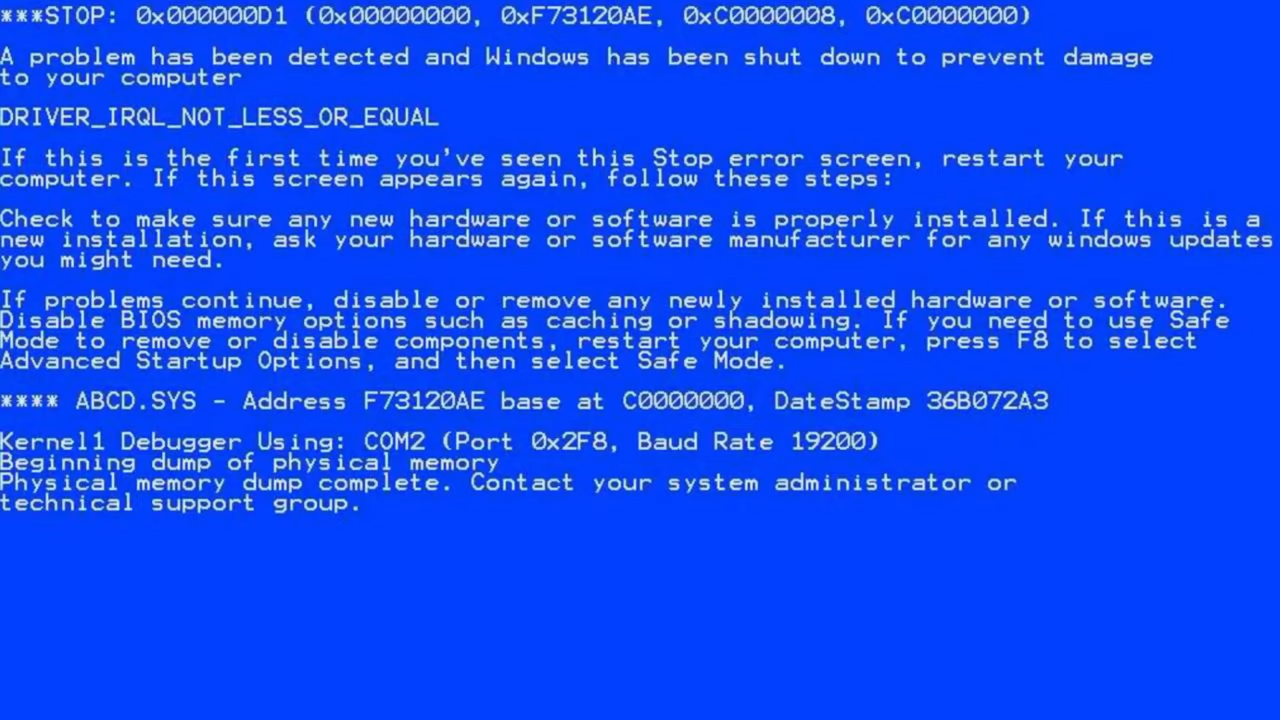 ***STOP: 0x000000D1 (0x00000000, 0xF73120AE, 0xC0000008, 0xC0000000)
A problem has been detected and Windows has been shut down to prevent damage
to your computer
DRIVER_IRQL_NOT_LESS_OR_EQUAL
If this is the first time you've seen this Stop error screen, restart your
computer. If this screen appears again, follow these steps:
Check to make sure any new hardware or software is properly installed. If this is a
new installation, ask your hardware or software manufacturer for any windows updates
you might need.
If problems continue, disable or remove any newly installed hardware or software.
Disable BIOS memory options such as caching or shadowing. If you need to use Safe
Mode to remove or disable components, restart your computer, press F8 to select
Advanced Startup Options, and then select Safe Mode.
**** ABCD.SYS - Address F73120AE base at C0000000, DateStamp 36B072A3
Kernel1 Debugger Using: COM2 (Port 0x2F8, Baud Rate 19200)
Beginning dump of physical memory
Physical memory dump complete. Contact your system administrator or
technical support group.